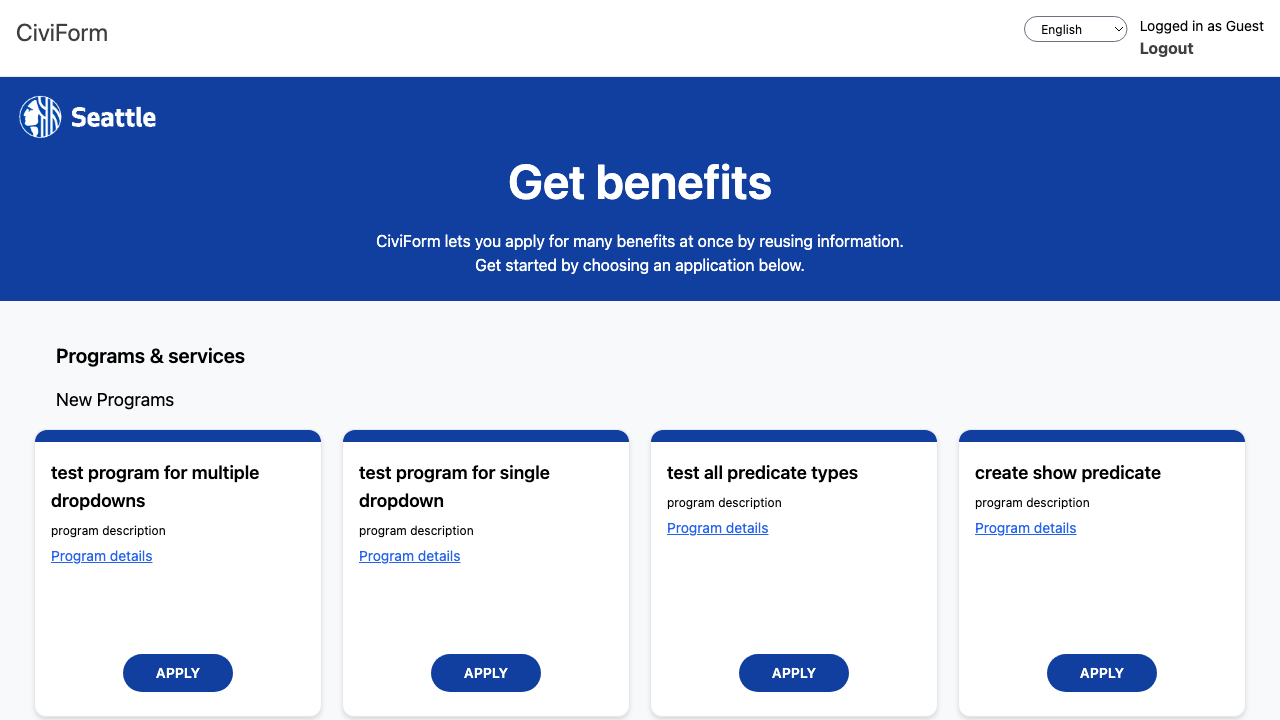 CiviForm
English
Logged in as Guest
Logout
Seattle
Get benefits
CiviForm lets you apply for many benefits at once by reusing information.
Get started by choosing an application below.
Programs & services
New Programs
test program for multiple
dropdowns
program description
Program details
APPLY
test program for single
dropdown
program description
Program details
APPLY
test all predicate types
program description
Program details
APPLY
create show predicate
program description
Program details
APPLY